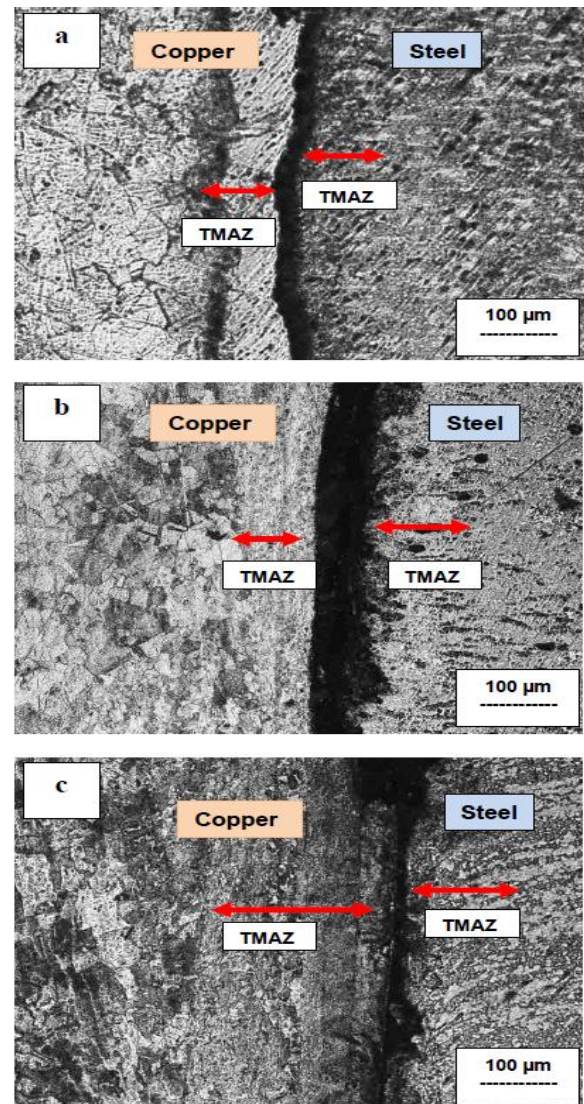 a
Copper
Steel
TMAZ
TMAZ
100 µm
------------
b
Copper
Steel
TMAZ
TMAZ
100 µm
------------
c
Copper
Steel
TMAZ
TMAZ
100 µm
------------